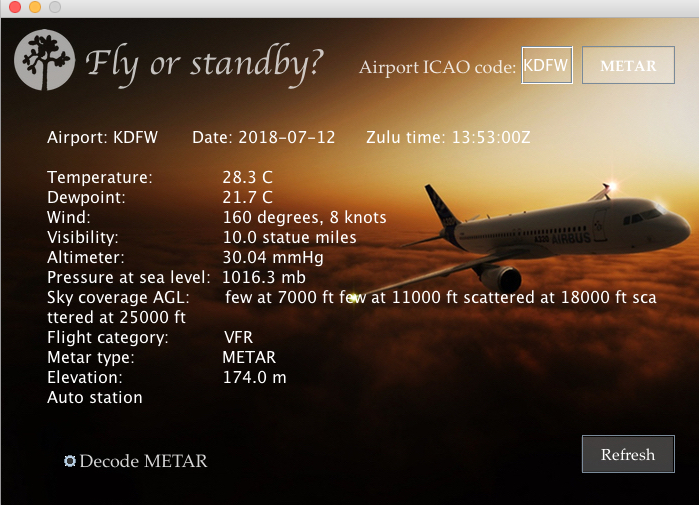 Fly or standby?
Airport ICAO code: KDFW METAR
Airport: KDFW Date: 2018-07-12 Zulu time: 13:53:00Z
Temperature: 28.3 C
Dewpoint: 21.7 C
Wind: 160 degrees, 8 knots
Visibility: 10.0 statue miles
Altimeter: 30.04 mmHg
Pressure at sea level: 1016.3 mb
Sky coverage AGL: few at 7000 ft few at 11000 ft scattered at 18000 ft sca
ttered at 25000 ft
Flight category: VFR
Metar type: METAR
Elevation: 174.0 m
Auto station
Decode METAR
Refresh
A320 AIRBUS